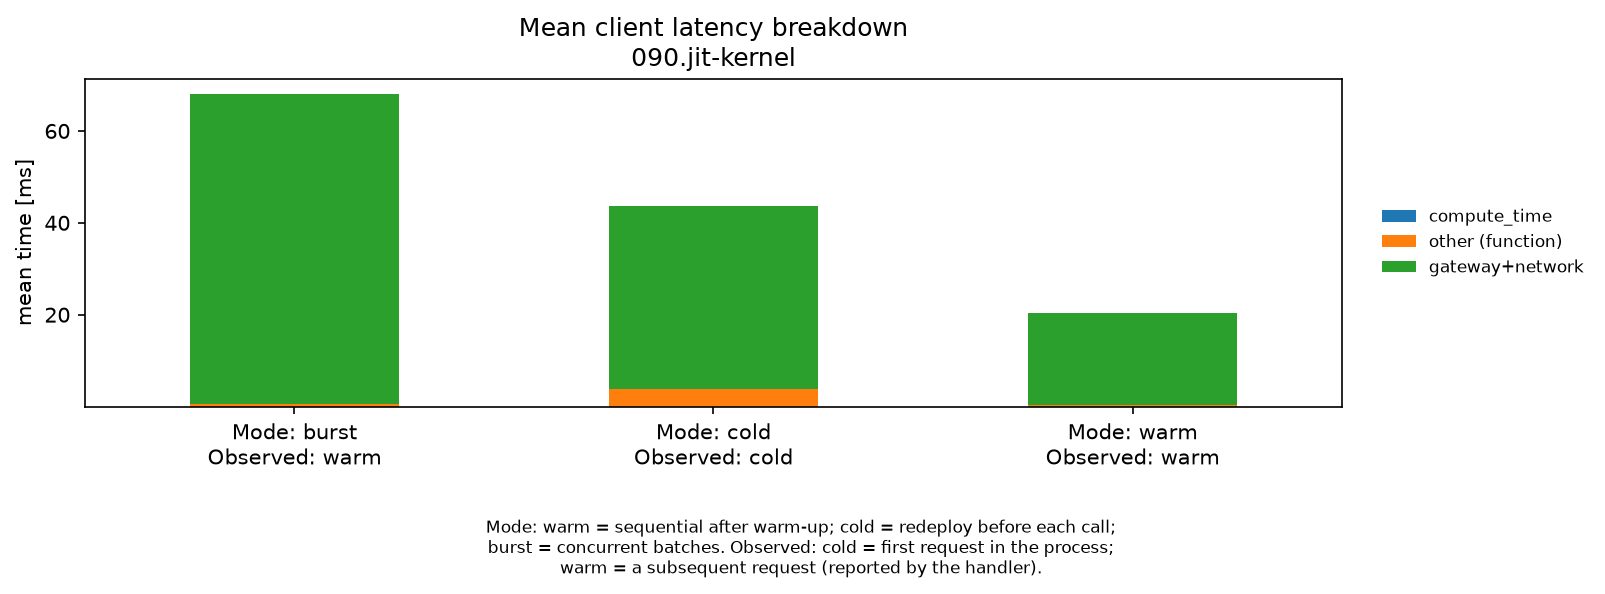 Mean client latency breakdown
090.jit-kernel
mean time [ms]
60
40
20
Mode: burst
Observed: warm
Mode: cold
Observed: cold
Mode: warm
Observed: warm
compute_time
other (function)
gateway+network
Mode: warm = sequential after warm-up; cold = redeploy before each call;
burst = concurrent batches. Observed: cold = first request in the process;
warm = a subsequent request (reported by the handler).